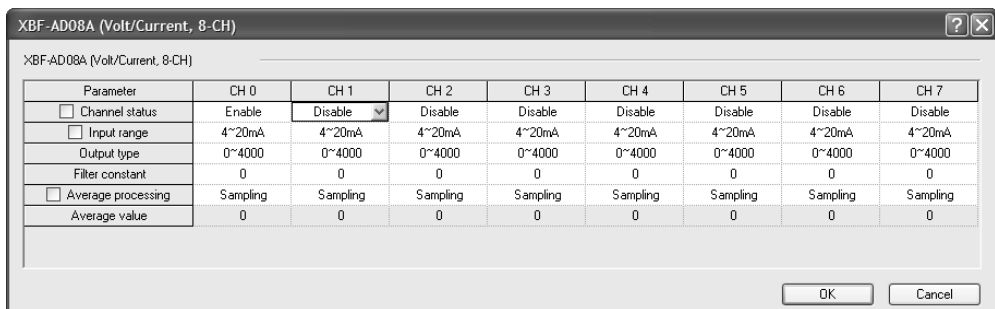 XBF-AD08A (Volt/Current, 8-CH)
XBF-AD08A (Volt/Current, 8-CH)
Parameter CH 0 CH 1 CH 2 CH 3 CH 4 CH 5 CH 6 CH 7
Channel status Enable Disable Disable Disable Disable Disable Disable Disable
Input range 4~20mA 4~20mA 4~20mA 4~20mA 4~20mA 4~20mA 4~20mA 4~20mA
Output type 0~4000 0~4000 0~4000 0~4000 0~4000 0~4000 0~4000 0~4000
Filter constant 0 0 0 0 0 0 0 0
Average processing Sampling Sampling Sampling Sampling Sampling Sampling Sampling Sampling
Average value 0 0 0 0 0 0 0 0
OK Cancel